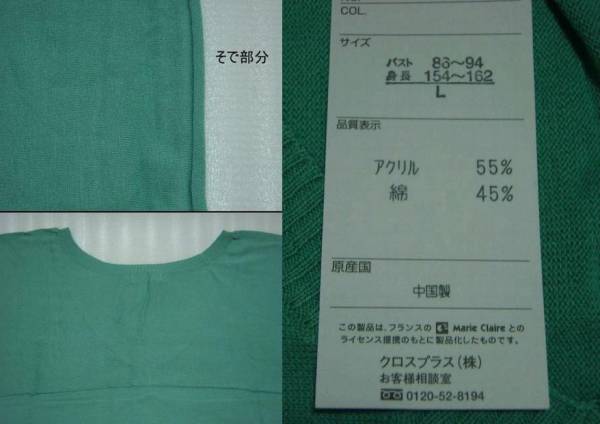 そで部分
COL.
サイズ
バスト 86〜94
身長 154〜162
L
品質表示
アクリル 55%
綿 45%
原産国
中国製
この製品は、フランスの Marie Claire との
ライセンス提携のもとに製品化したものです。
クロスプラス(株)
お客様相談室
0120-52-8194